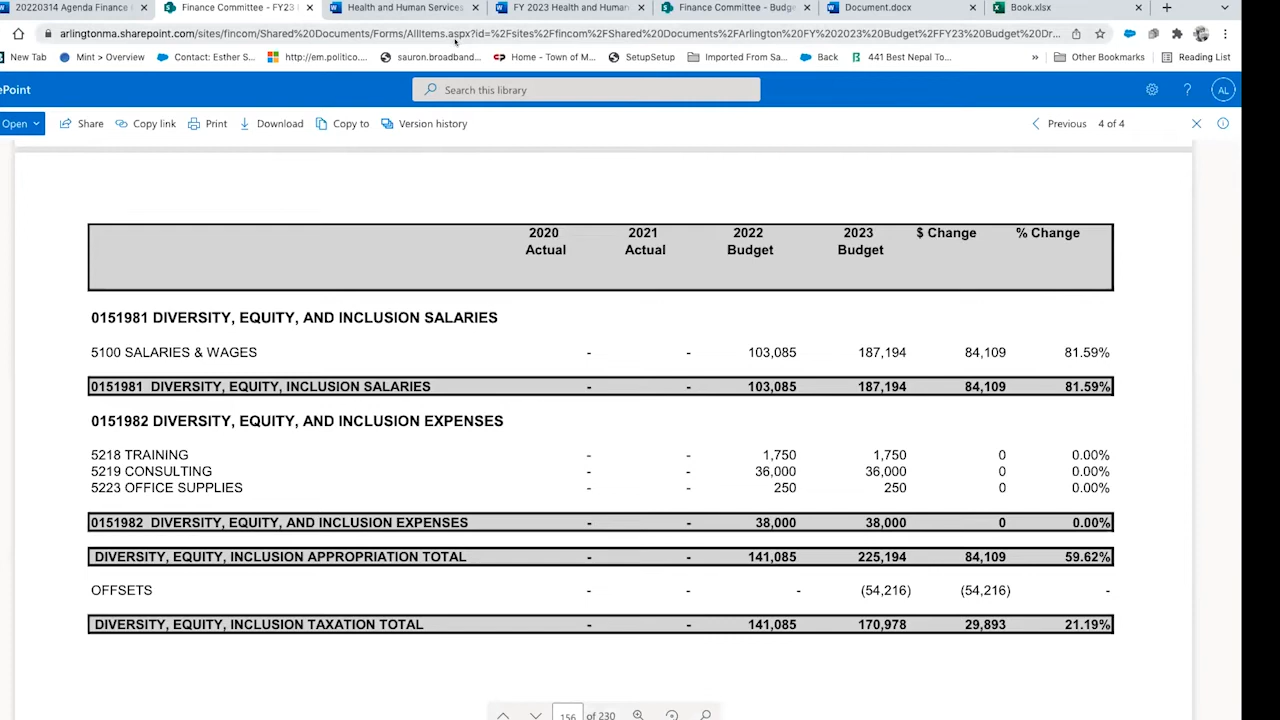 20220314 Agenda Finance
Finance Committee - FY23
Health and Human Services
FY 2023 Health and Human
Finance Committee - Budge
Document.docx
Book.xlsx
arlingtonma.sharepoint.com/sites/fincom/Shared%20Documents/Forms/AllItems.aspx?id=%2Fsites%2Ffincom%2FShared%20Documents%2FArlington%20FY%202023%20Budget%2FFY23%20Budget%20Dr...
New Tab
Mint > Overview
Contact: Esther S...
http://em.politico....
sauron.broadband...
Home - Town of M...
SetupSetup
Imported From Sa...
Back
441 Best Nepal To...
»
Other Bookmarks
Reading List
ePoint
Search this library
AL
Open
Share
Copy link
Print
Download
Copy to
Version history
Previous
4 of 4
2020 Actual 2021 Actual 2022 Budget 2023 Budget $ Change % Change
0151981 DIVERSITY, EQUITY, AND INCLUSION SALARIES
5100 SALARIES & WAGES - - 103,085 187,194 84,109 81.59%
0151981 DIVERSITY, EQUITY, INCLUSION SALARIES - - 103,085 187,194 84,109 81.59%
0151982 DIVERSITY, EQUITY, AND INCLUSION EXPENSES
5218 TRAINING - - 1,750 1,750 0 0.00%
5219 CONSULTING - - 36,000 36,000 0 0.00%
5223 OFFICE SUPPLIES - - 250 250 0 0.00%
0151982 DIVERSITY, EQUITY, AND INCLUSION EXPENSES - - 38,000 38,000 0 0.00%
DIVERSITY, EQUITY, INCLUSION APPROPRIATION TOTAL - - 141,085 225,194 84,109 59.62%
OFFSETS - - - (54,216) (54,216) -
DIVERSITY, EQUITY, INCLUSION TAXATION TOTAL - - 141,085 170,978 29,893 21.19%
156 of 230